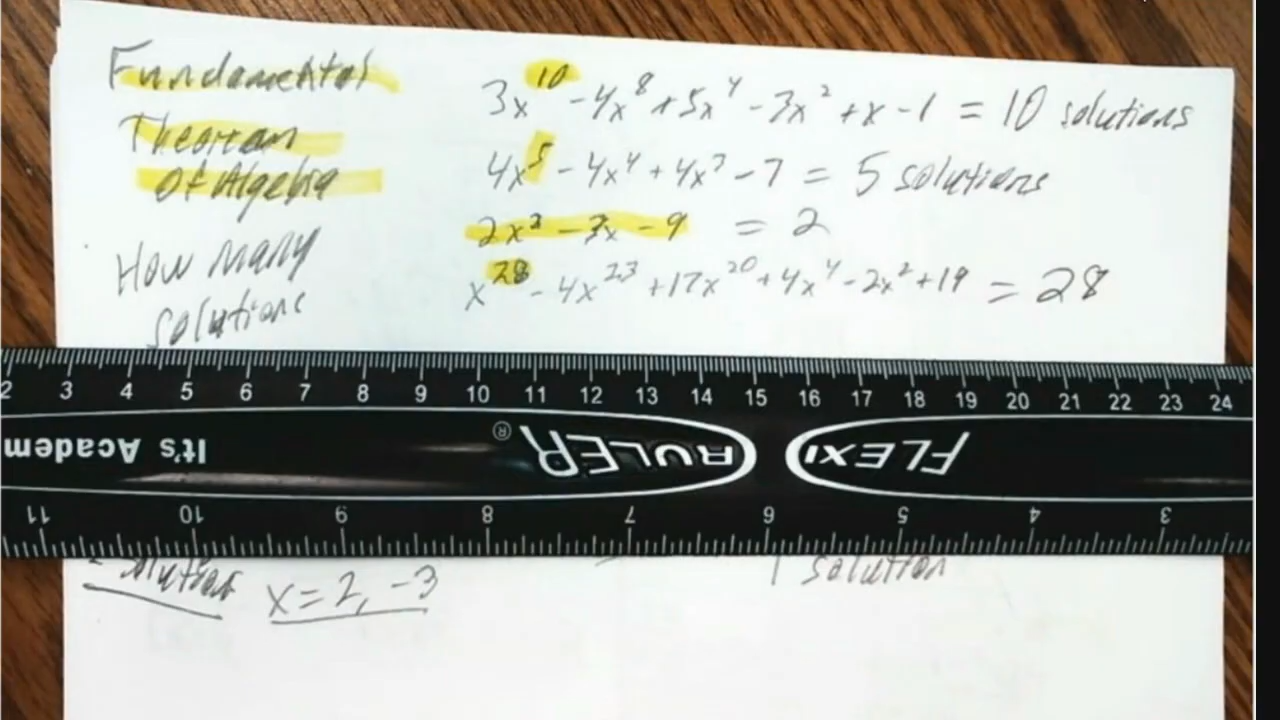 Fundamental
Theorem
of Algebra
How many
solutions
3x^10 - 4x^8 + 5x^4 - 3x^2 + x - 1 = 10 solutions
4x^5 - 4x^4 + 4x^3 - 7 = 5 solutions
2x^2 - 3x - 9 = 2
x^28 - 4x^23 + 17x^20 + 4x^4 - 2x^2 + 19 = 28
2 3 4 5 6 7 8 9 10 11 12 13 14 15 16 17 18 19 20 21 22 23 24
It's Academ
FLEXI RULER®
11 10 9 8 7 6 5 4 3
solution x = 2, -3
1 solution